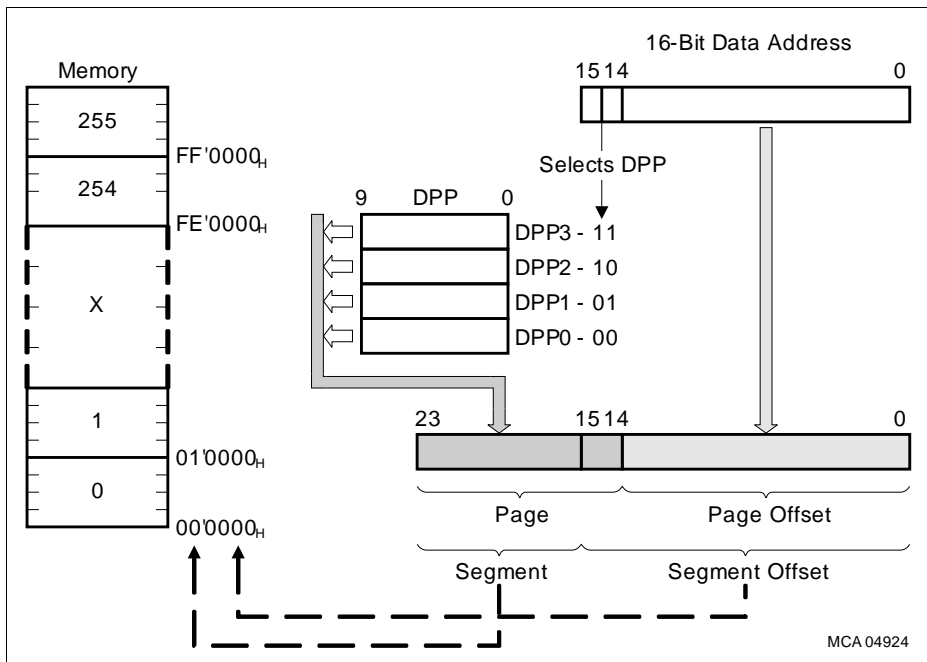 16-Bit Data Address
Memory
15 14 0
255
FF'0000H
Selects DPP
254
9 DPP 0
FE'0000H
DPP3 - 11
DPP2 - 10
X
DPP1 - 01
DPP0 - 00
1
23 15 14 0
01'0000H
0
Page Page Offset
00'0000H
Segment Segment Offset
MCA 04924